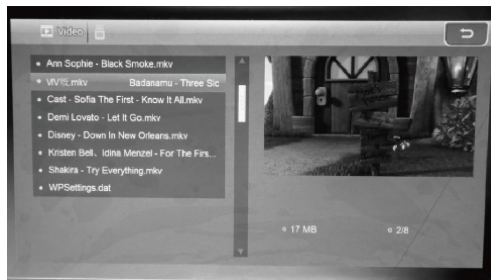 Video
Ann Sophie - Black Smoke.mkv
Badanamu - Three Sic
Cast - Sofia The First - Know It All.mkv
Demi Lovato - Let It Go.mkv
Disney - Down In New Orleans.mkv
Kristen Bell、Idina Menzel - For The Firs...
Shakira - Try Everything.mkv
WPSettings.dat
17 MB
2/8